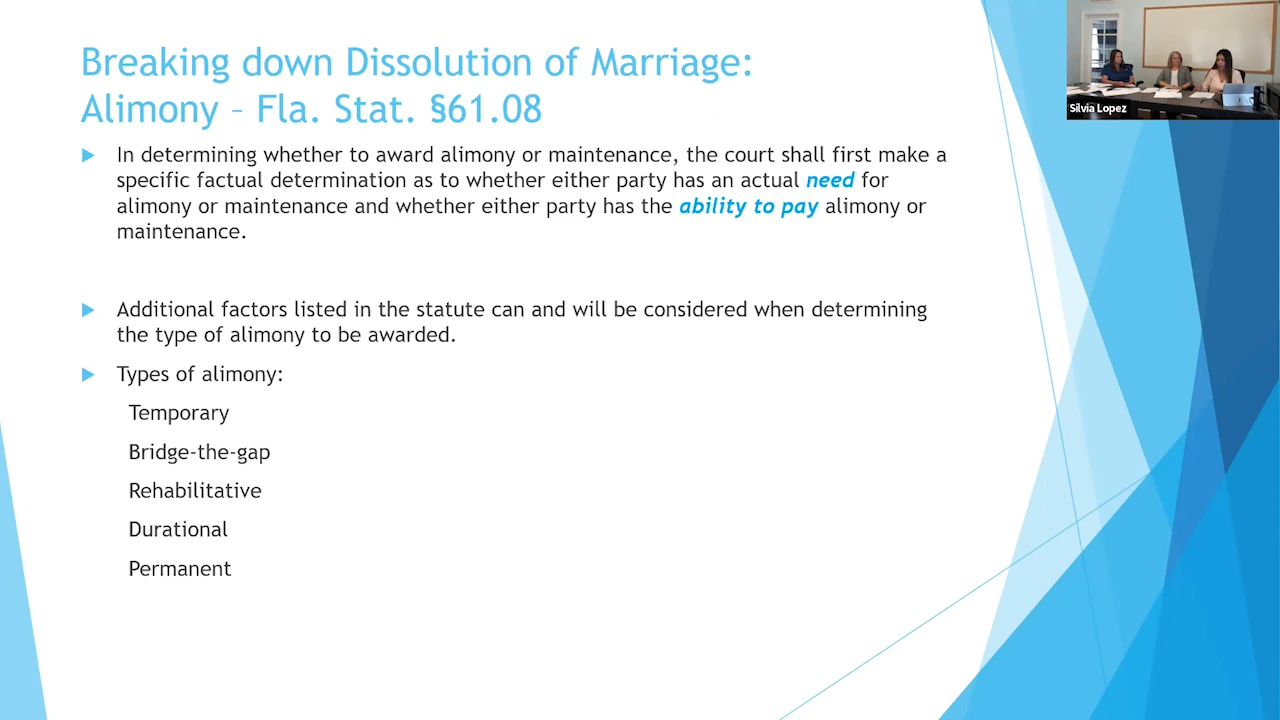 Breaking down Dissolution of Marriage:
Alimony – Fla. Stat. §61.08
In determining whether to award alimony or maintenance, the court shall first make a
specific factual determination as to whether either party has an actual need for
alimony or maintenance and whether either party has the ability to pay alimony or
maintenance.
Additional factors listed in the statute can and will be considered when determining
the type of alimony to be awarded.
Types of alimony:
Temporary
Bridge-the-gap
Rehabilitative
Durational
Permanent
Silvia Lopez